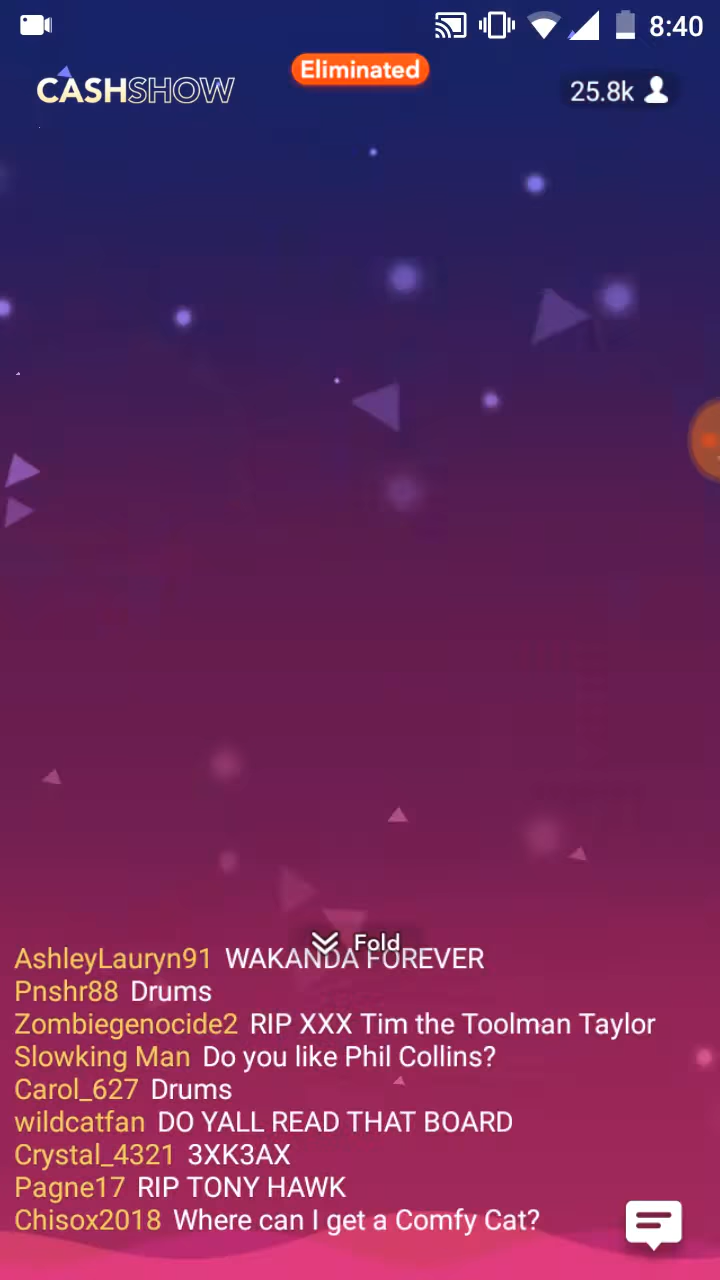 8:40
Eliminated
CASHSHOW
25.8k
Fold
AshleyLauryn91 WAKANDA FOREVER
Pnshr88 Drums
Zombiegenocide2 RIP XXX Tim the Toolman Taylor
Slowking Man Do you like Phil Collins?
Carol_627 Drums
wildcatfan DO YALL READ THAT BOARD
Crystal_4321 3XK3AX
Pagne17 RIP TONY HAWK
Chisox2018 Where can I get a Comfy Cat?